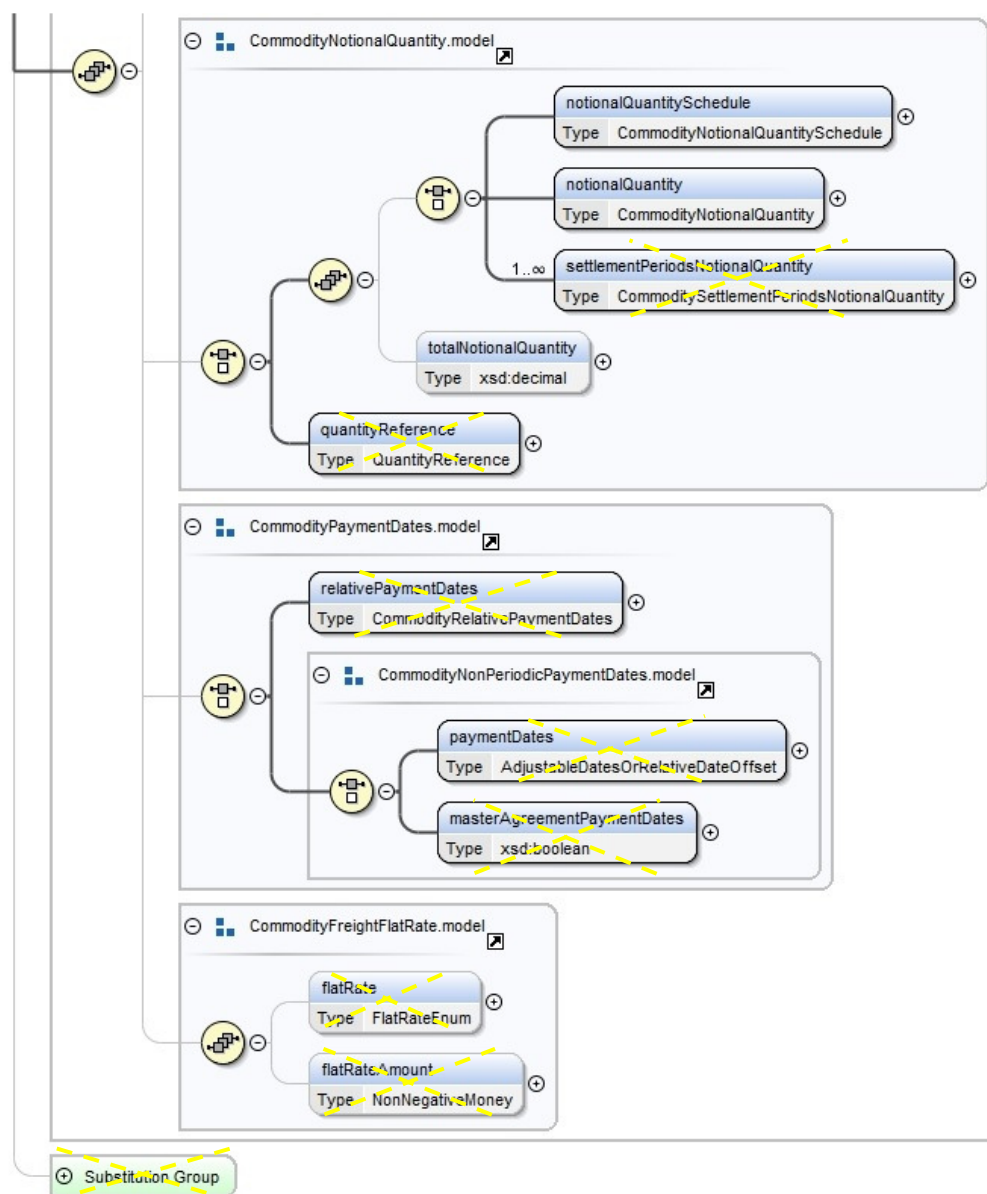 CommodityNotionalQuantity.model
notionalQuantitySchedule
Type CommodityNotionalQuantitySchedule
notionalQuantity
Type CommodityNotionalQuantity
1..∞
settlementPeriodsNotionalQuantity
Type CommoditySettlementPeriodsNotionalQuantity
totalNotionalQuantity
Type xsd:decimal
quantityReference
Type QuantityReference
CommodityPaymentDates.model
relativePaymentDates
Type CommodityRelativePaymentDates
CommodityNonPeriodicPaymentDates.model
paymentDates
Type AdjustableDatesOrRelativeDateOffset
masterAgreementPaymentDates
Type xsd:boolean
CommodityFreightFlatRate.model
flatRate
Type FlatRateEnum
flatRateAmount
Type NonNegativeMoney
Substitution Group